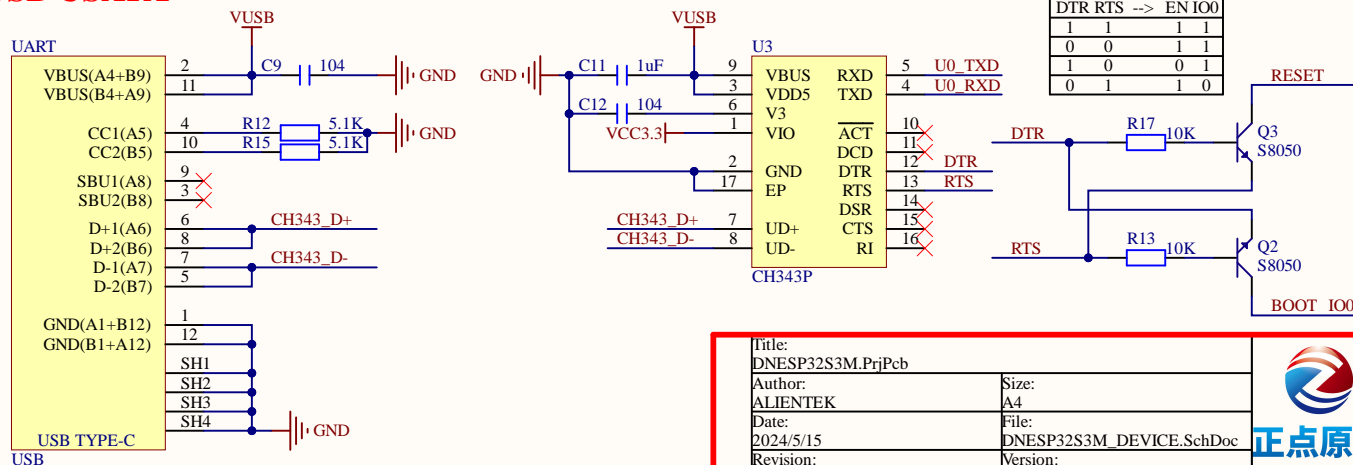 VUSB
UART
VBUS(A4+B9) 2
VBUS(B4+A9) 11
C9 104
GND
CC1(A5) 4
CC2(B5) 10
R12 5.1K
R15 5.1K
GND
SBU1(A8) 9
SBU2(B8) 3
D+1(A6) 6
D+2(B6) 8
CH343_D+
D-1(A7) 7
D-2(B7) 5
CH343_D-
GND(A1+B12) 1
GND(B1+A12) 12
SH1
SH2
SH3
SH4
GND
USB TYPE-C
USB
VUSB
GND
C11 1uF
C12 104
VCC3.3
U3
9 VBUS RXD 5 U0_TXD
3 VDD5 TXD 4 U0_RXD
6 V3
1 VIO ACT 10
DCD 11
2 GND DTR 12 DTR
17 EP RTS 13 RTS
DSR 14
CH343_D+ 7 UD+ CTS 15
CH343_D- 8 UD- RI 16
CH343P
DTR RTS --> EN IO0
1 1 1 1
0 0 1 1
1 0 0 1
0 1 1 0
RESET
DTR R17 10K Q3
S8050
RTS R13 10K Q2
S8050
BOOT_IO0
Title:
DNESP32S3M.PrjPcb
Author: Size:
ALIENTEK A4
Date: File:
2024/5/15 DNESP32S3M_DEVICE.SchDoc
Revision: Version:
正点原